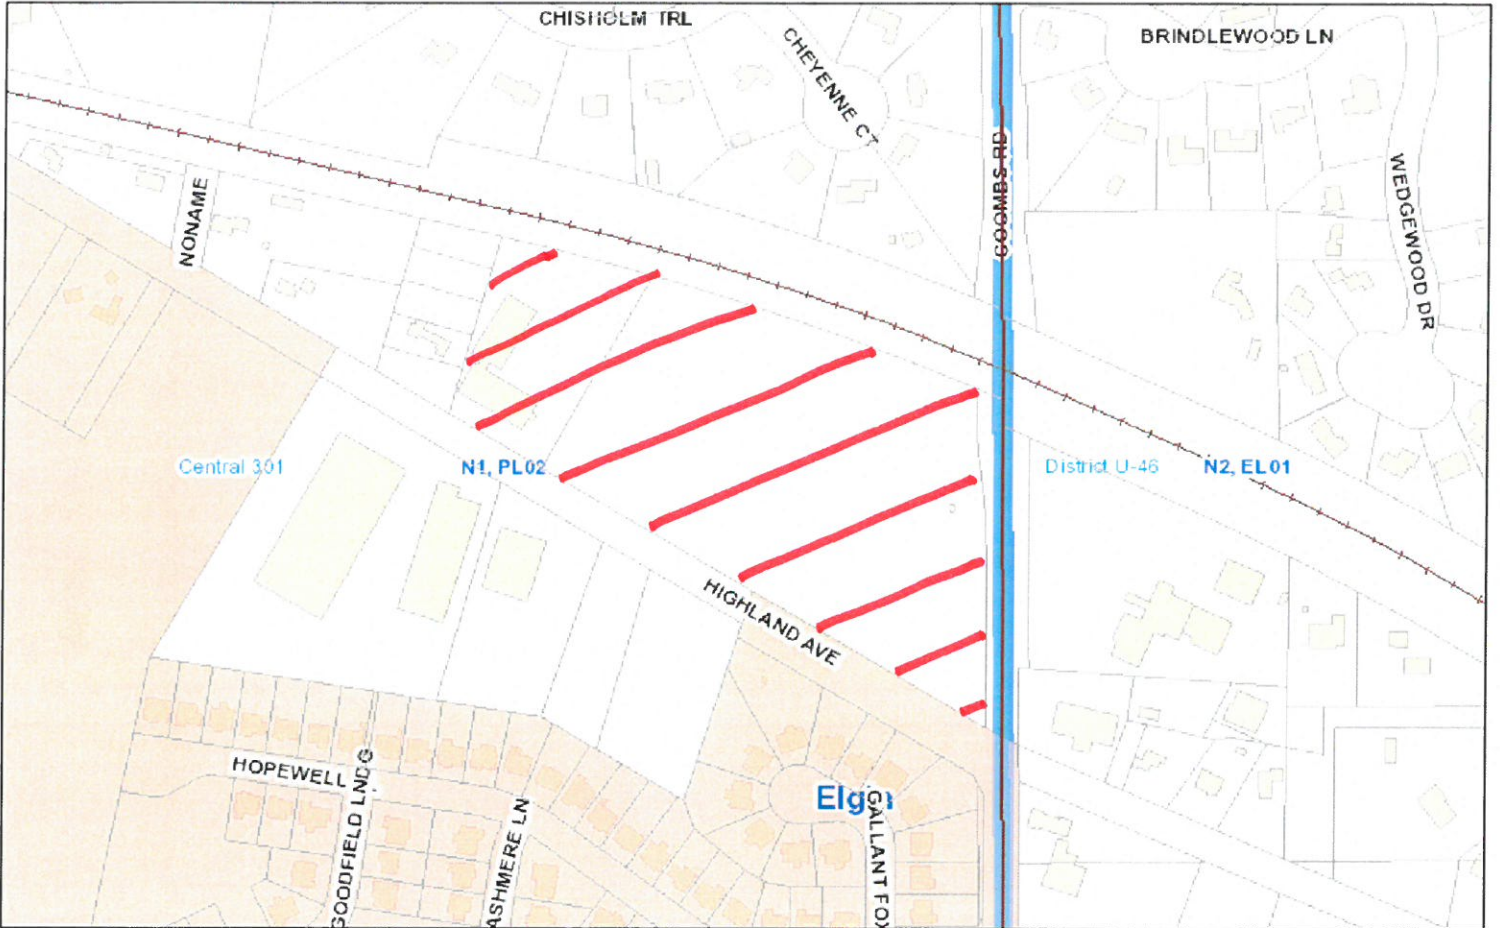 CHISHOLM TRL
BRINDLEWOOD LN
CHEYENNE CT
COOMBS RD
WEDGEWOOD DR
NONAME
Central 301
N1, PL02
District U-46
N2, EL01
HIGHLAND AVE
HOPEWELL
GOODFIELD LNDG
ASHMERE LN
Elgin
GALLANT FOX